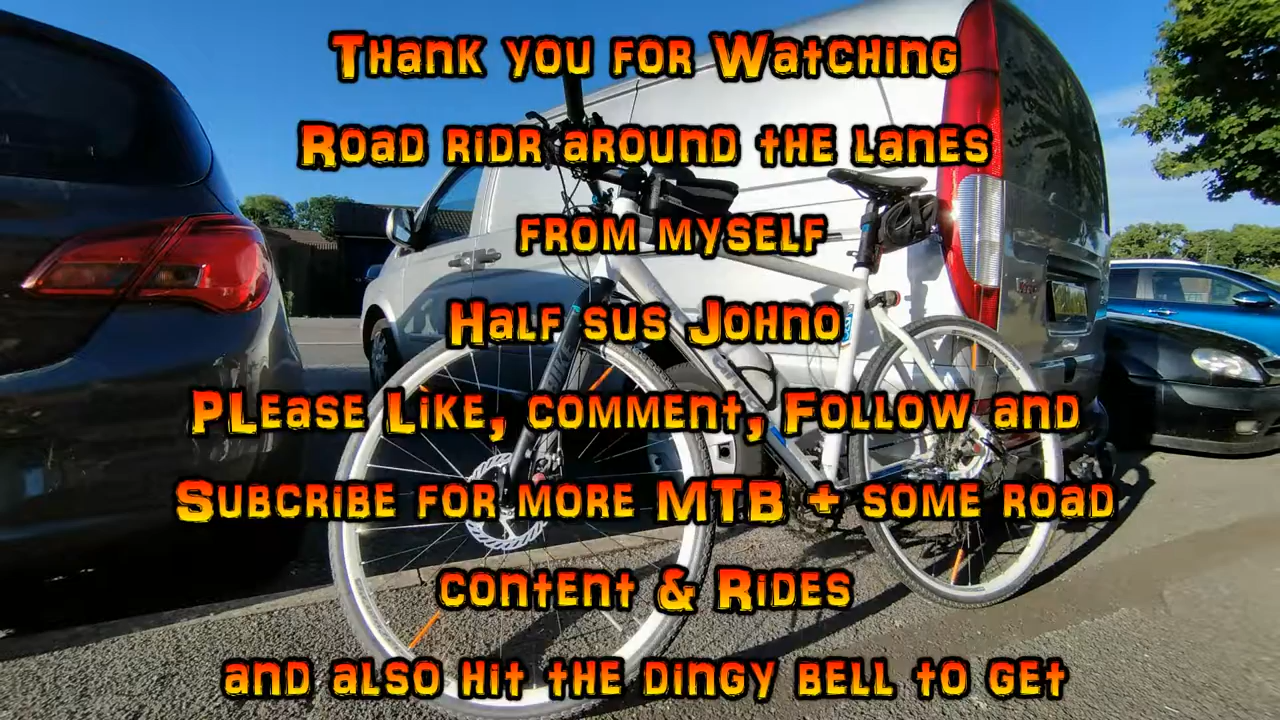 Thank you for Watching
Road ridr around the lanes
from myself
Half sus Johno
Please Like, comment, Follow and
Subcribe for more MTB + some road
content & Rides
and also hit the dingy bell to get